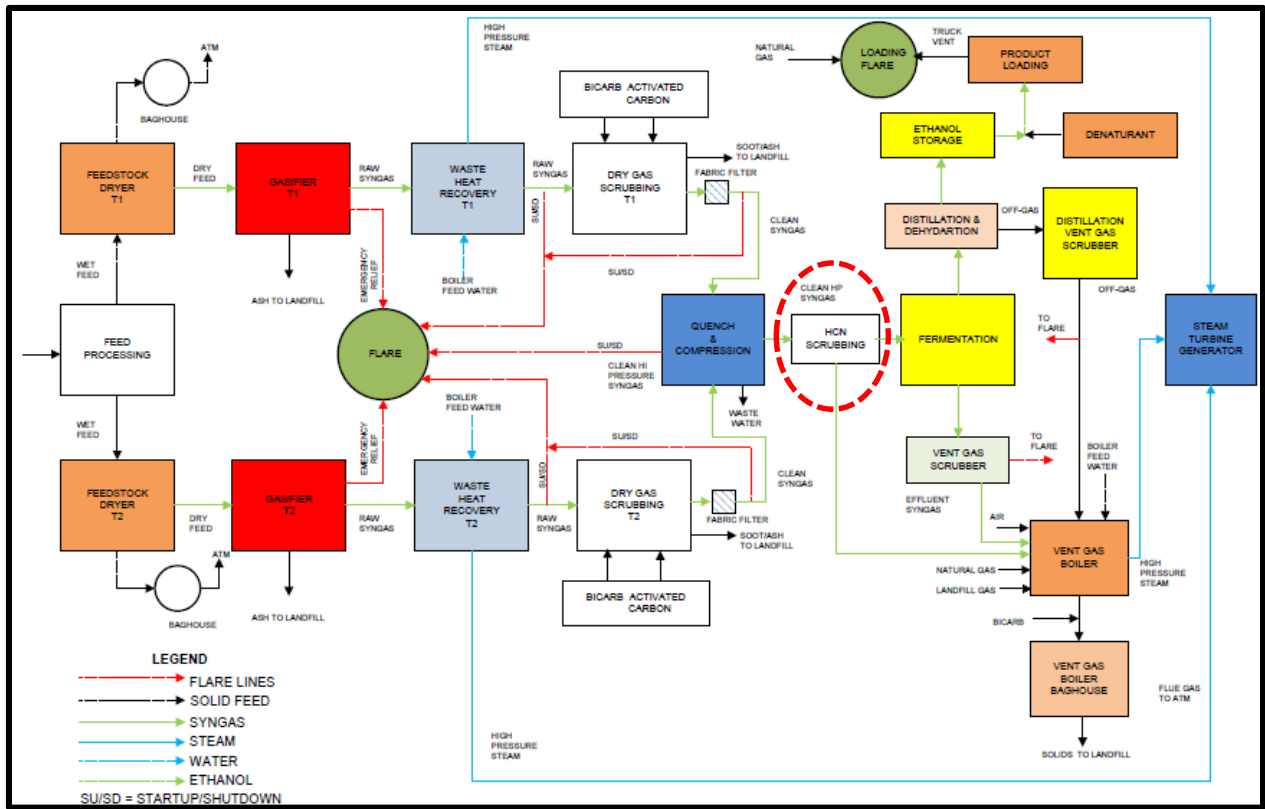 HIGH
PRESSURE
STEAM
ATM
BAGHOUSE
NATURAL
GAS
LOADING
FLARE
TRUCK
VENT
PRODUCT
LOADING
BICARB ACTIVATED
CARBON
ETHANOL
STORAGE
DENATURANT
FEEDSTOCK
DRYER
T1
DRY
FEED
GASIFIER
T1
RAW
SYNGAS
WASTE
HEAT
RECOVERY
T1
RAW
SYNGAS
DRY GAS
SCRUBBING
T1
SOOT/ASH
TO LANDFILL
FABRIC FILTER
SU/SD
CLEAN
SYNGAS
DISTILLATION &
DEHYDARTION
OFF-GAS
DISTILLATION
VENT GAS
SCRUBBER
OFF-GAS
WET
FEED
ASH TO LANDFILL
EMERGENCY
RELIEF
BOILER
FEED WATER
SU/SD
CLEAN HP
SYNGAS
FEED
PROCESSING
FLARE
SU/SD
CLEAN HI
PRESSURE
SYNGAS
QUENCH
&
COMPRESSION
HCN
SCRUBBING
FERMENTATION
TO
FLARE
STEAM
TURBINE
GENERATOR
WASTE
WATER
WET
FEED
EMERGENCY
RELIEF
BOILER
FEED WATER
SU/SD
SU/SD
CLEAN
SYNGAS
VENT GAS
SCRUBBER
TO
FLARE
BOILER
FEED
WATER
EFFLUENT
SYNGAS
FEEDSTOCK
DRYER
T2
DRY
FEED
GASIFIER
T2
RAW
SYNGAS
WASTE
HEAT
RECOVERY
T2
RAW
SYNGAS
DRY GAS
SCRUBBING
T2
FABRIC FILTER
SOOT/ASH
TO LANDFILL
AIR
NATURAL GAS
LANDFILL GAS
VENT GAS
BOILER
HIGH
PRESSURE
STEAM
ATM
BAGHOUSE
ASH TO LANDFILL
BICARB ACTIVATED
CARBON
BICARB
VENT GAS
BOILER
BAGHOUSE
FLUE GAS
TO ATM
SOLIDS TO LANDFILL
HIGH
PRESSURE
STEAM
LEGEND
FLARE LINES
SOLID FEED
SYNGAS
STEAM
WATER
ETHANOL
SU/SD = STARTUP/SHUTDOWN